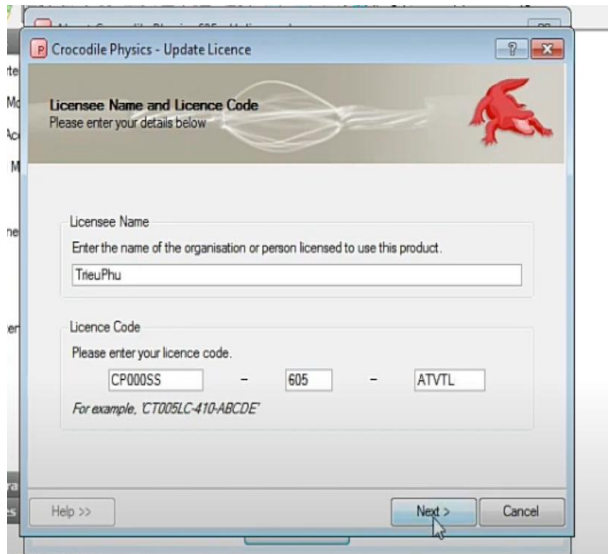 Crocodile Physics - Update Licence
Licensee Name and Licence Code
Please enter your details below
Licensee Name
Enter the name of the organisation or person licensed to use this product.
TrieuPhu
Licence Code
Please enter your licence code.
CP000SS - 605 - ATVTL
For example, 'CT005LC-410-ABCDE'
Help >>
Next >
Cancel